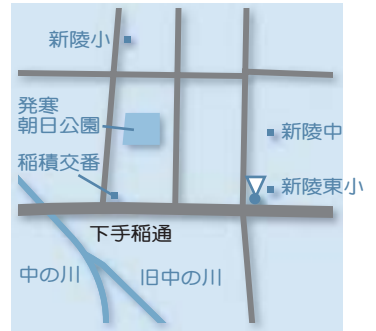 新陵小
発寒
朝日公園
新陵中
稲積交番
新陵東小
下手稲通
中の川
旧中の川